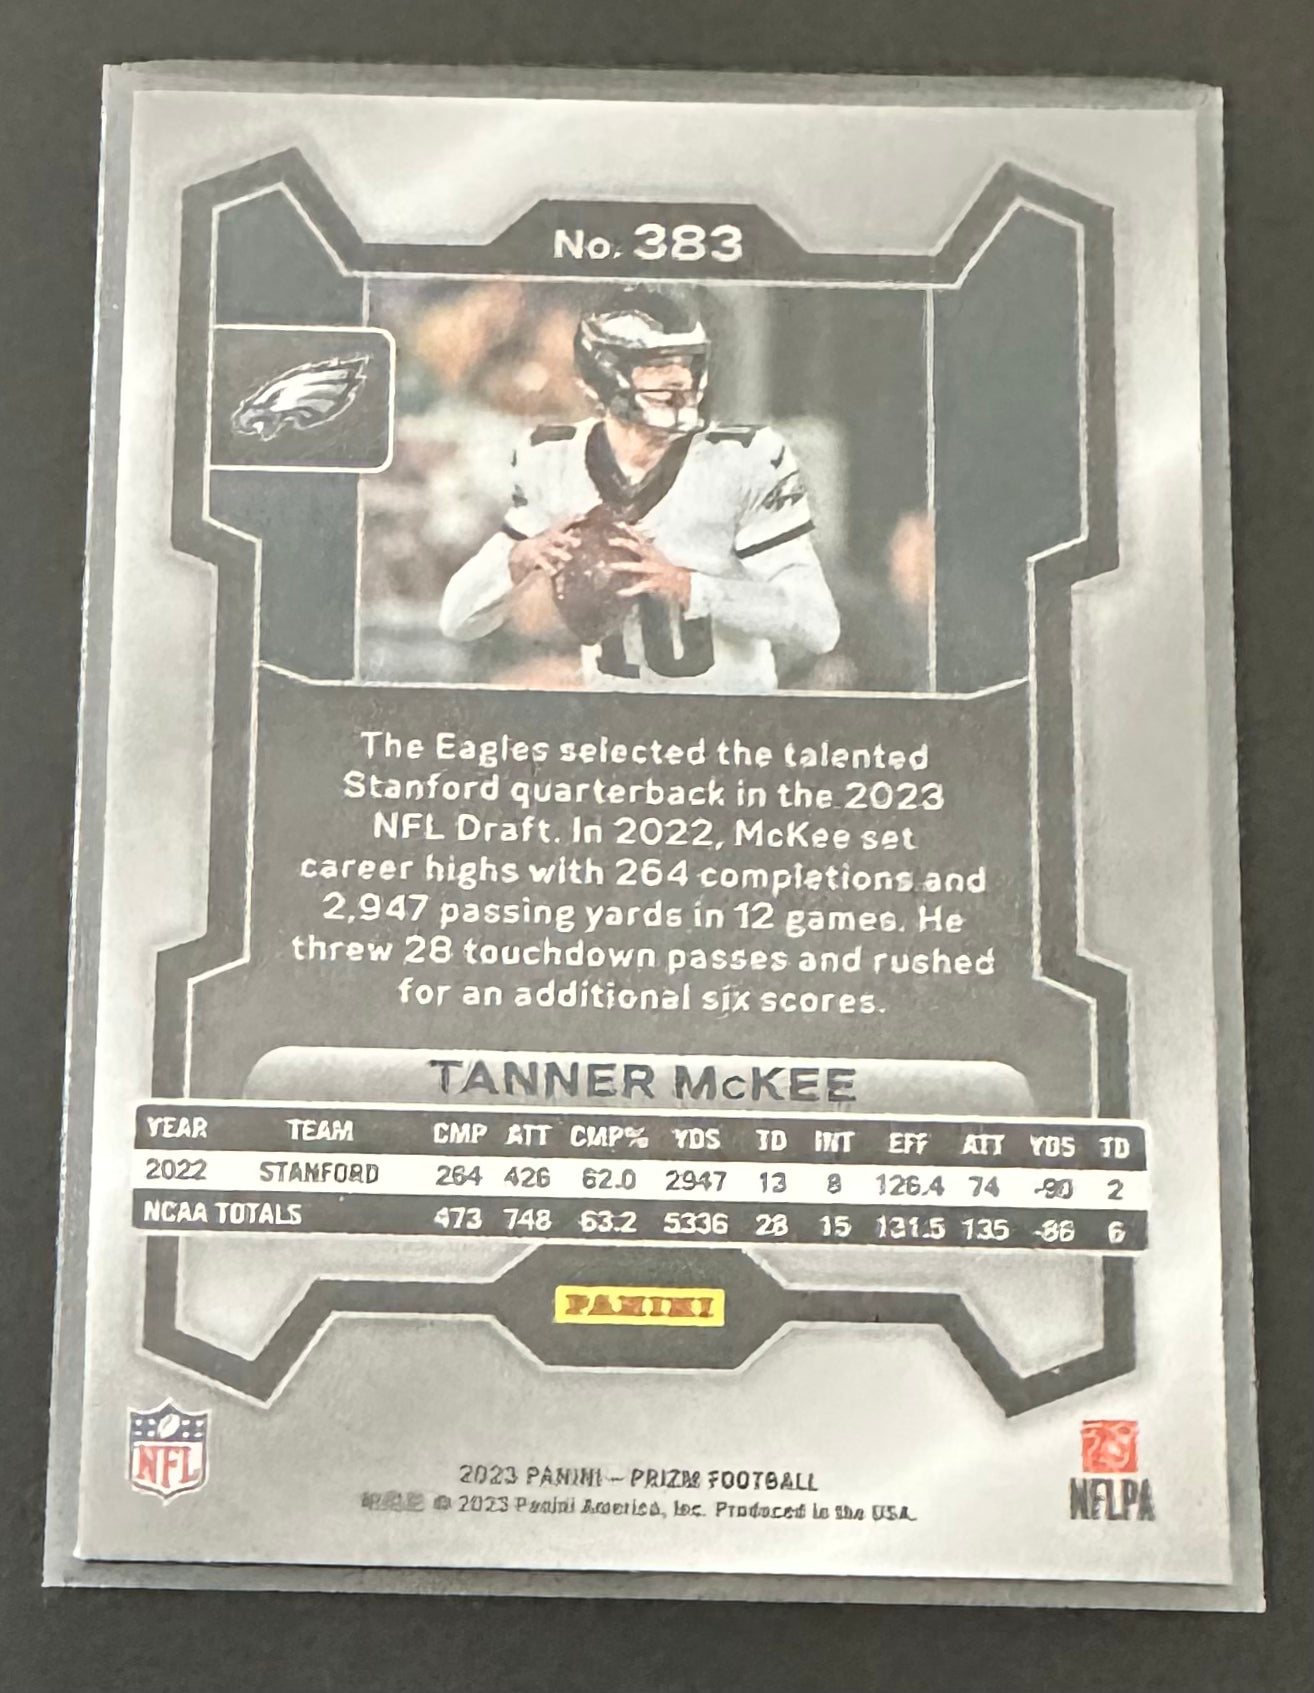 No. 383
10
The Eagles selected the talented
Stanford quarterback in the 2023
NFL Draft. In 2022, McKee set
career highs with 264 completions and
2,947 passing yards in 12 games. He
threw 28 touchdown passes and rushed
for an additional six scores.
TANNER McKEE
YEAR TEAM CMP ATT CMP% YDS TD INT EFF ATT YDS TD
2022 STANFORD 264 426 62.0 2947 13 8 126.4 74 -90 2
NCAA TOTALS 473 748 63.2 5336 28 15 131.5 135 -86 6
PANINI
NFL
NFLPA
2023 PANINI – PRIZM FOOTBALL
© 2023 Panini America, Inc. Produced in the USA.